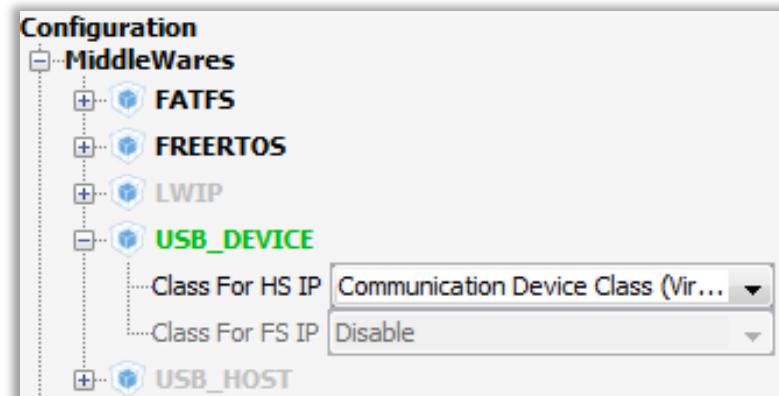 Configuration
MiddleWares
FATFS
FREERTOS
LWIP
USB_DEVICE
Class For HS IP Communication Device Class (Vir...
Class For FS IP Disable
USB_HOST